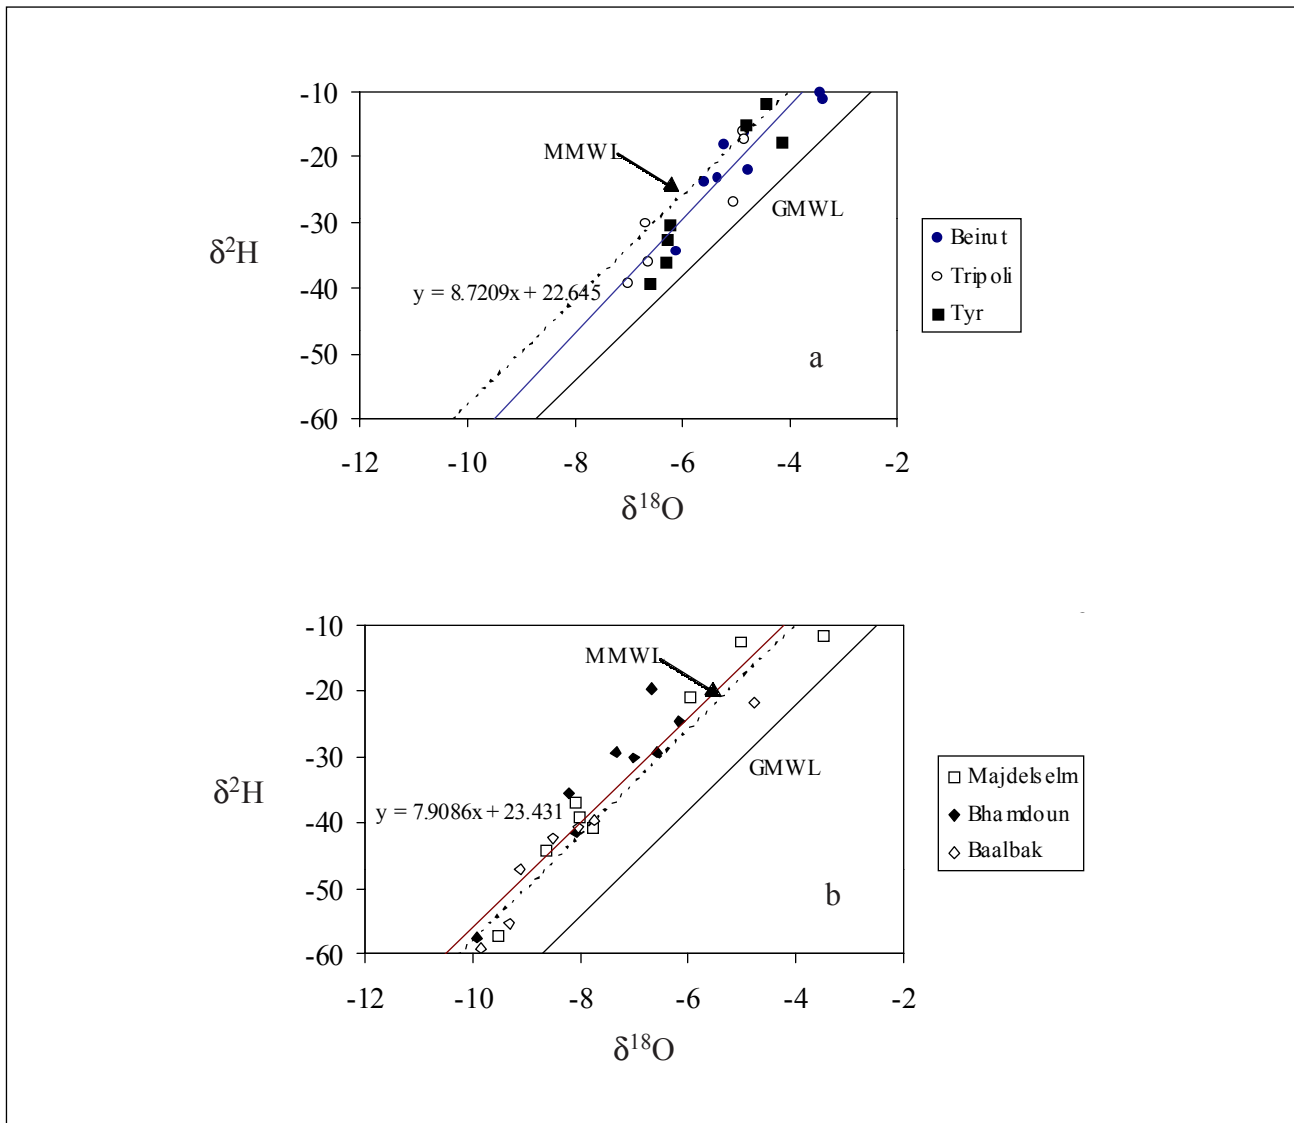 -10
-20
-30
-40
-50
-60
δ²H
MMWL
GMWL
y = 8.7209x + 22.645
a
-12 -10 -8 -6 -4 -2
δ¹⁸O
Beirut
Tripoli
Tyr
-10
-20
-30
-40
-50
-60
δ²H
MMWL
GMWL
y = 7.9086x + 23.431
b
-12 -10 -8 -6 -4 -2
δ¹⁸O
Majdelselm
Bhamdoun
Baalbak